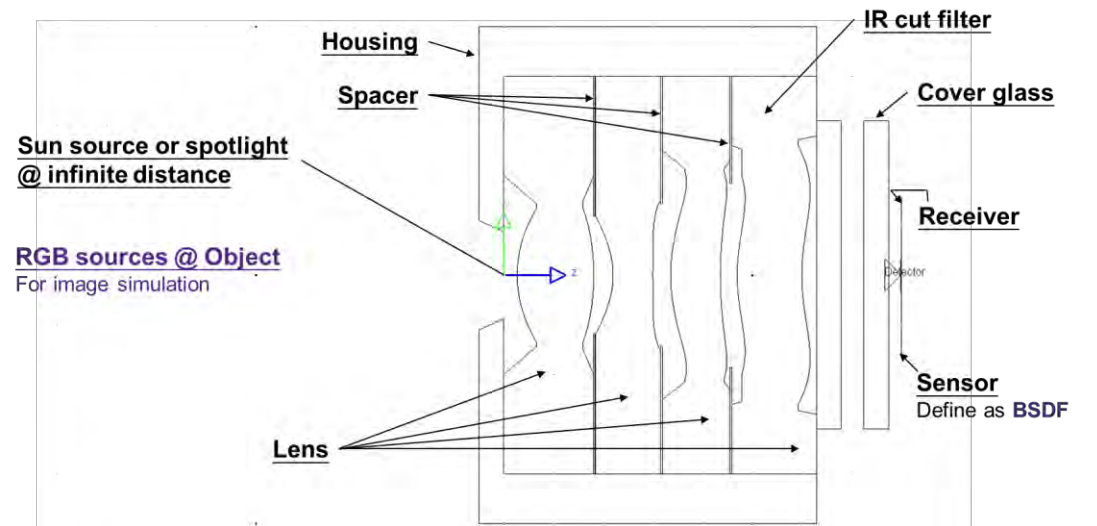 IR cut filter
Housing
Spacer
Cover glass
Sun source or spotlight
@ infinite distance
Receiver
RGB sources @ Object
For image simulation
z
Detector
Sensor
Define as BSDF
Lens